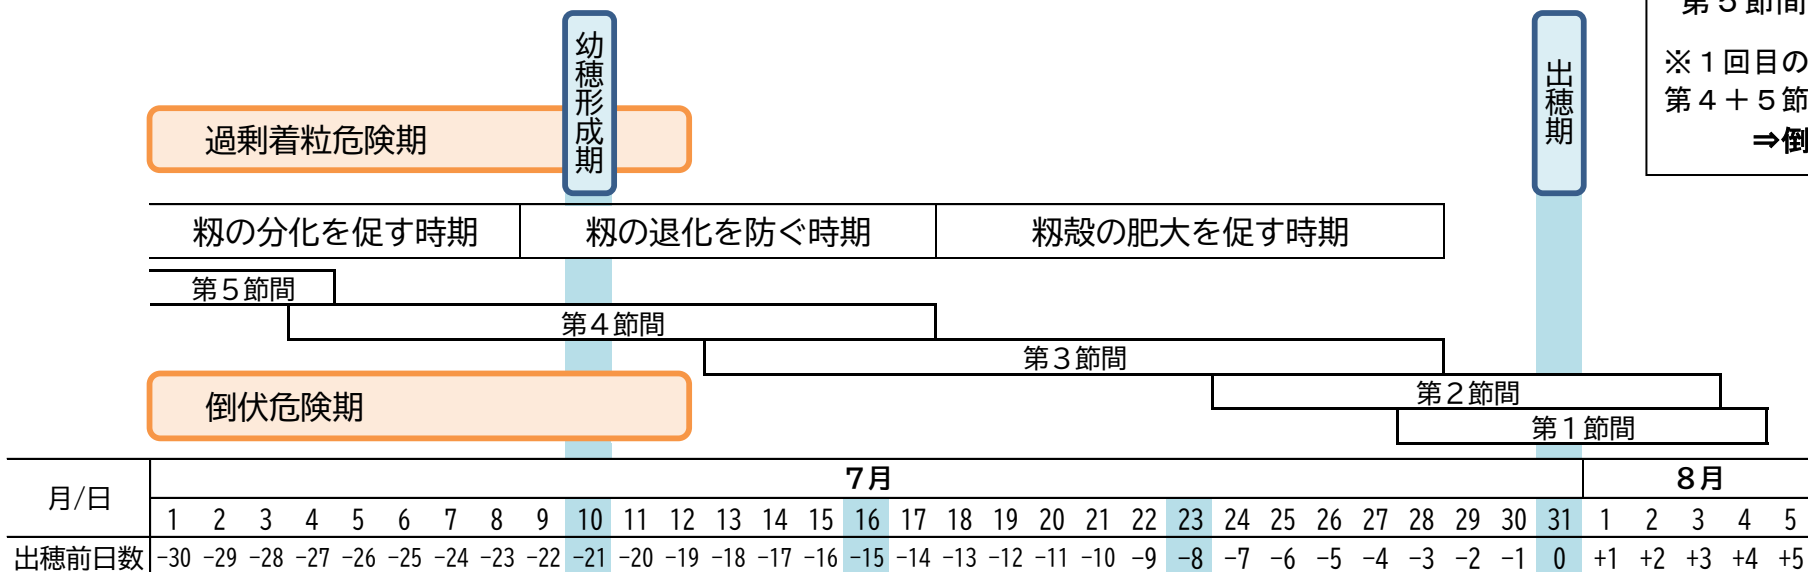 第５節間
※１回目の
第４＋５節
⇒倒
幼穂形成期
出穂期
過剰着粒危険期
籾の分化を促す時期 籾の退化を防ぐ時期 籾殻の肥大を促す時期
第５節間
第４節間
第３節間
倒伏危険期
第２節間
第１節間
月/日 ７月 ８月
1 2 3 4 5 6 7 8 9 10 11 12 13 14 15 16 17 18 19 20 21 22 23 24 25 26 27 28 29 30 31 1 2 3 4 5
出穂前日数 -30 -29 -28 -27 -26 -25 -24 -23 -22 -21 -20 -19 -18 -17 -16 -15 -14 -13 -12 -11 -10 -9 -8 -7 -6 -5 -4 -3 -2 -1 0 +1 +2 +3 +4 +5